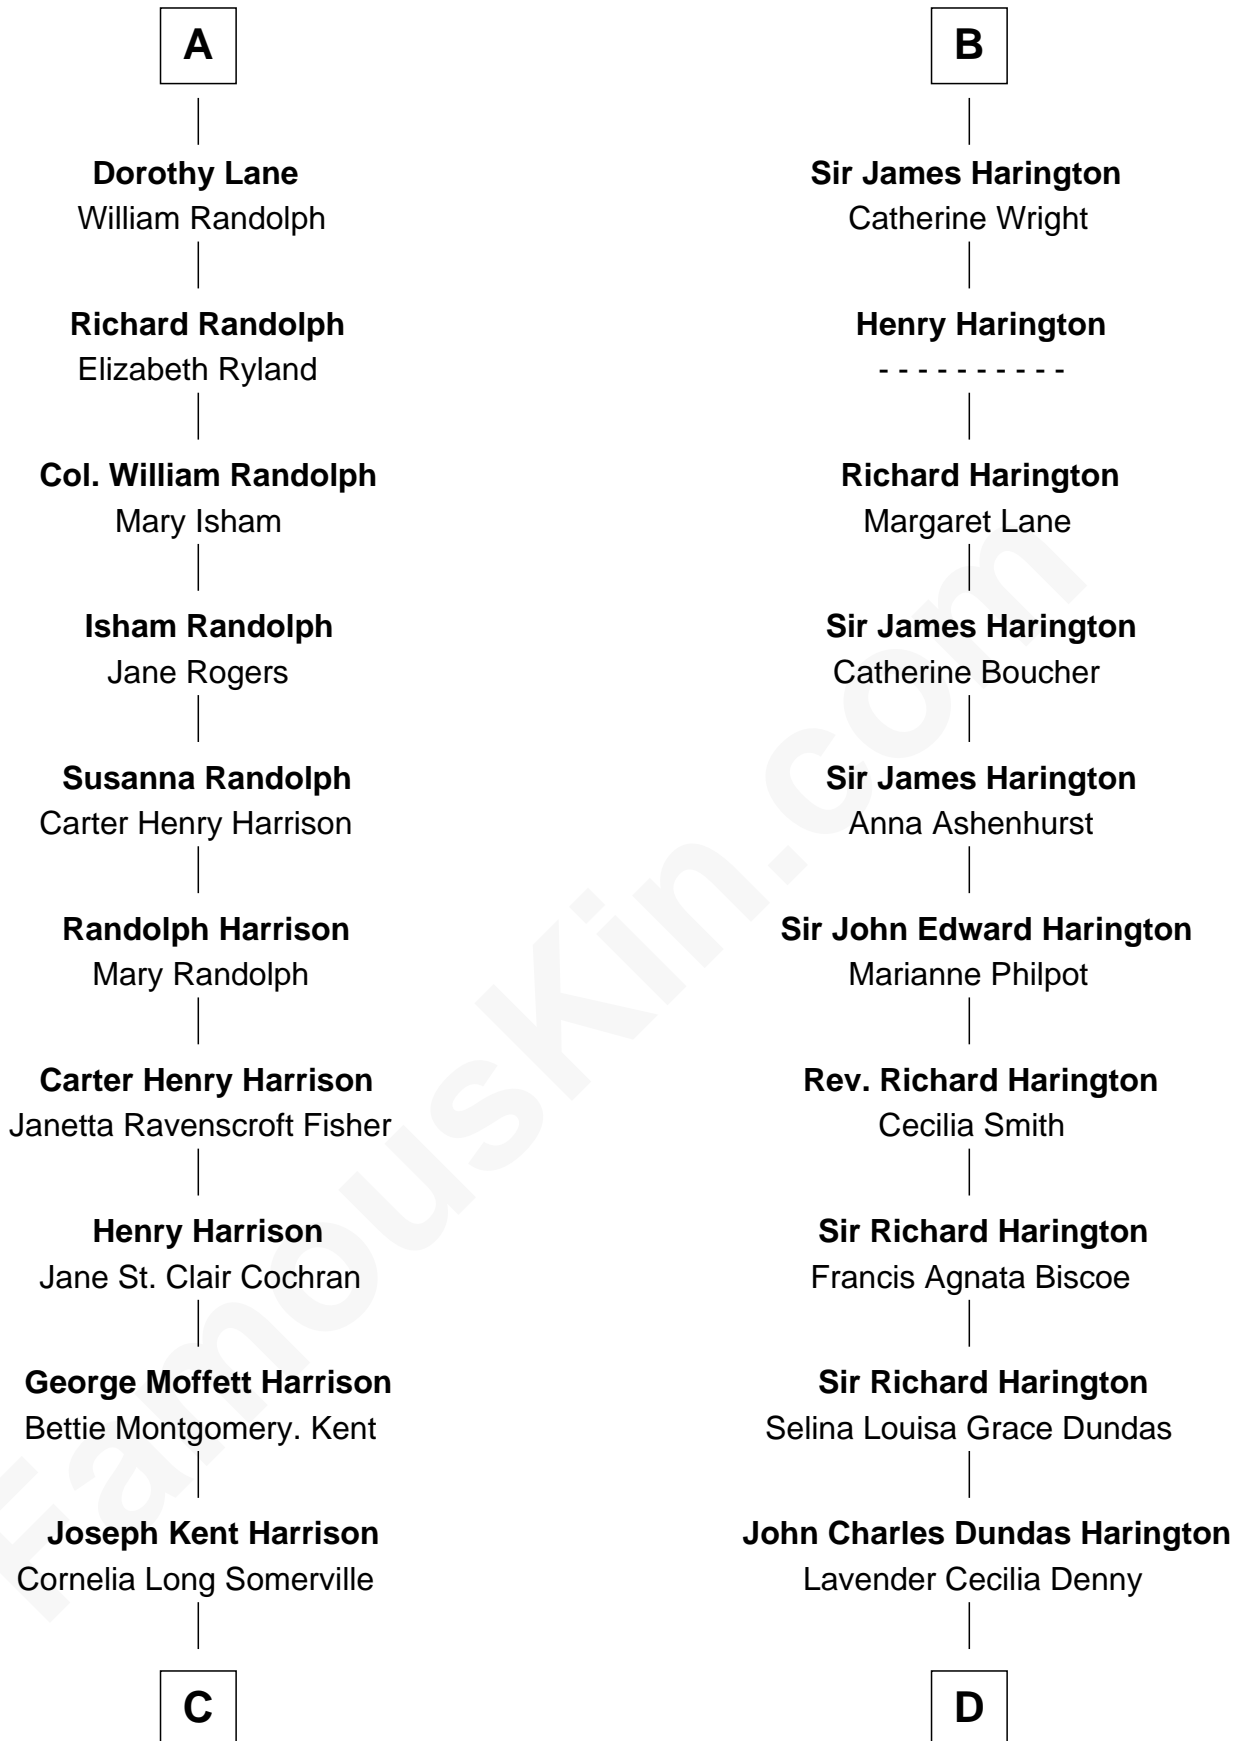 A
Dorothy Lane
William Randolph
Richard Randolph
Elizabeth Ryland
Col. William Randolph
Mary Isham
Isham Randolph
Jane Rogers
Susanna Randolph
Carter Henry Harrison
Randolph Harrison
Mary Randolph
Carter Henry Harrison
Janetta Ravenscroft Fisher
Henry Harrison
Jane St. Clair Cochran
George Moffett Harrison
Bettie Montgomery. Kent
Joseph Kent Harrison
Cornelia Long Somerville
C
B
Sir James Harington
Catherine Wright
Henry Harington
- - - - - - - - - -
Richard Harington
Margaret Lane
Sir James Harington
Catherine Boucher
Sir James Harington
Anna Ashenhurst
Sir John Edward Harington
Marianne Philpot
Rev. Richard Harington
Cecilia Smith
Sir Richard Harington
Francis Agnata Biscoe
Sir Richard Harington
Selina Louisa Grace Dundas
John Charles Dundas Harington
Lavender Cecilia Denny
D
FamousKin.com